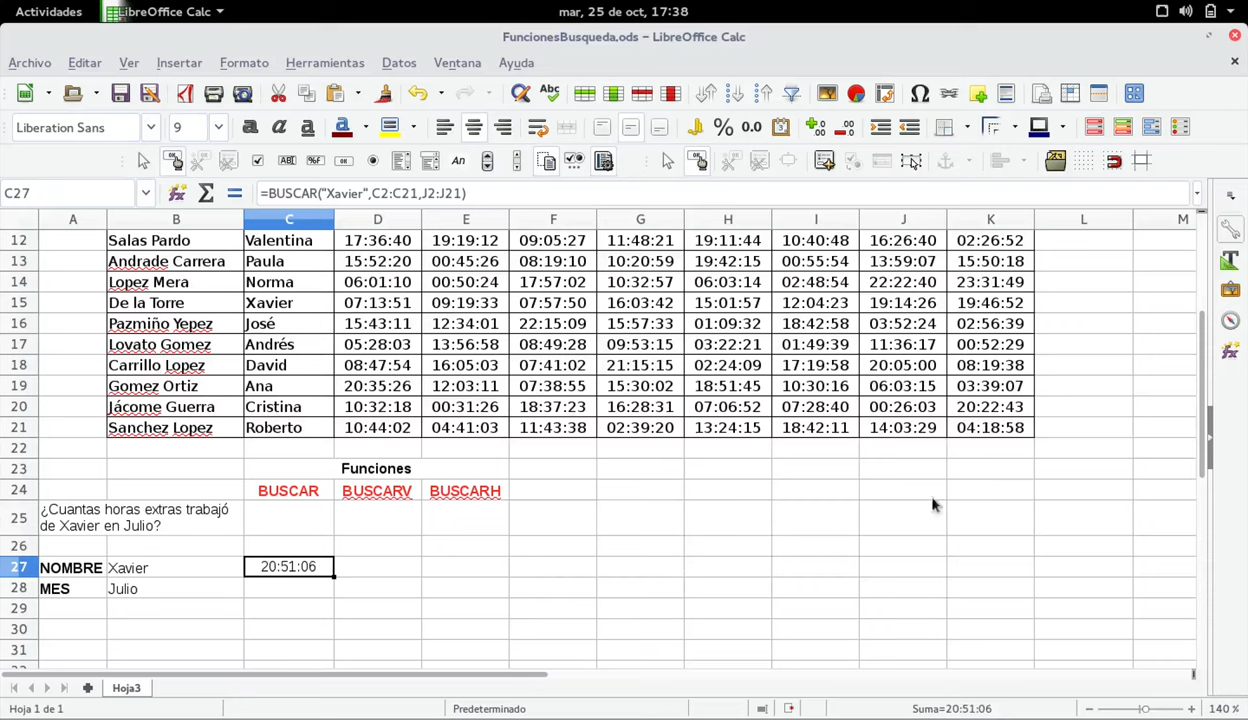 Actividades LibreOffice Calc mar, 25 de oct, 17:38
FuncionesBusqueda.ods – LibreOffice Calc
Archivo Editar Ver Insertar Formato Herramientas Datos Ventana Ayuda
Liberation Sans 9
C27 =BUSCAR("Xavier",C2:C21,J2:J21)
A B C D E F G H I J K L M
12 Salas Pardo Valentina 17:36:40 19:19:12 09:05:27 11:48:21 19:11:44 10:40:48 16:26:40 02:26:52
13 Andrade Carrera Paula 15:52:20 00:45:26 08:19:10 10:20:59 19:42:15 00:55:54 13:59:07 15:50:18
14 Lopez Mera Norma 06:01:10 00:50:24 17:57:02 10:32:57 06:03:14 02:48:54 22:22:40 23:31:49
15 De la Torre Xavier 07:13:51 09:19:33 07:57:50 16:03:42 15:01:57 12:04:23 19:14:26 19:46:52
16 Pazmiño Yepez José 15:43:11 12:34:01 22:15:09 15:57:33 01:09:32 18:42:58 03:52:24 02:56:39
17 Lovato Gomez Andrés 05:28:03 13:56:58 08:49:28 09:53:15 03:22:21 01:49:39 11:36:17 00:52:29
18 Carrillo Lopez David 08:47:54 16:05:03 07:41:02 21:15:15 02:24:09 17:19:58 20:05:00 08:19:38
19 Gomez Ortiz Ana 20:35:26 12:03:11 07:38:55 15:30:02 18:51:45 10:30:16 06:03:15 03:39:07
20 Jácome Guerra Cristina 10:32:18 00:31:26 18:37:23 16:28:31 07:06:52 07:28:40 00:26:03 20:22:43
21 Sanchez Lopez Roberto 10:44:02 04:41:03 11:43:38 02:39:20 13:24:15 18:42:11 14:03:29 04:18:58
22
23 Funciones
24 BUSCAR BUSCARV BUSCARH
¿Cuantas horas extras trabajó
25 de Xavier en Julio?
26
27 NOMBRE Xavier 20:51:06
28 MES Julio
29
30
31
Hoja3
Hoja 1 de 1 Predeterminado Suma=20:51:06 140 %